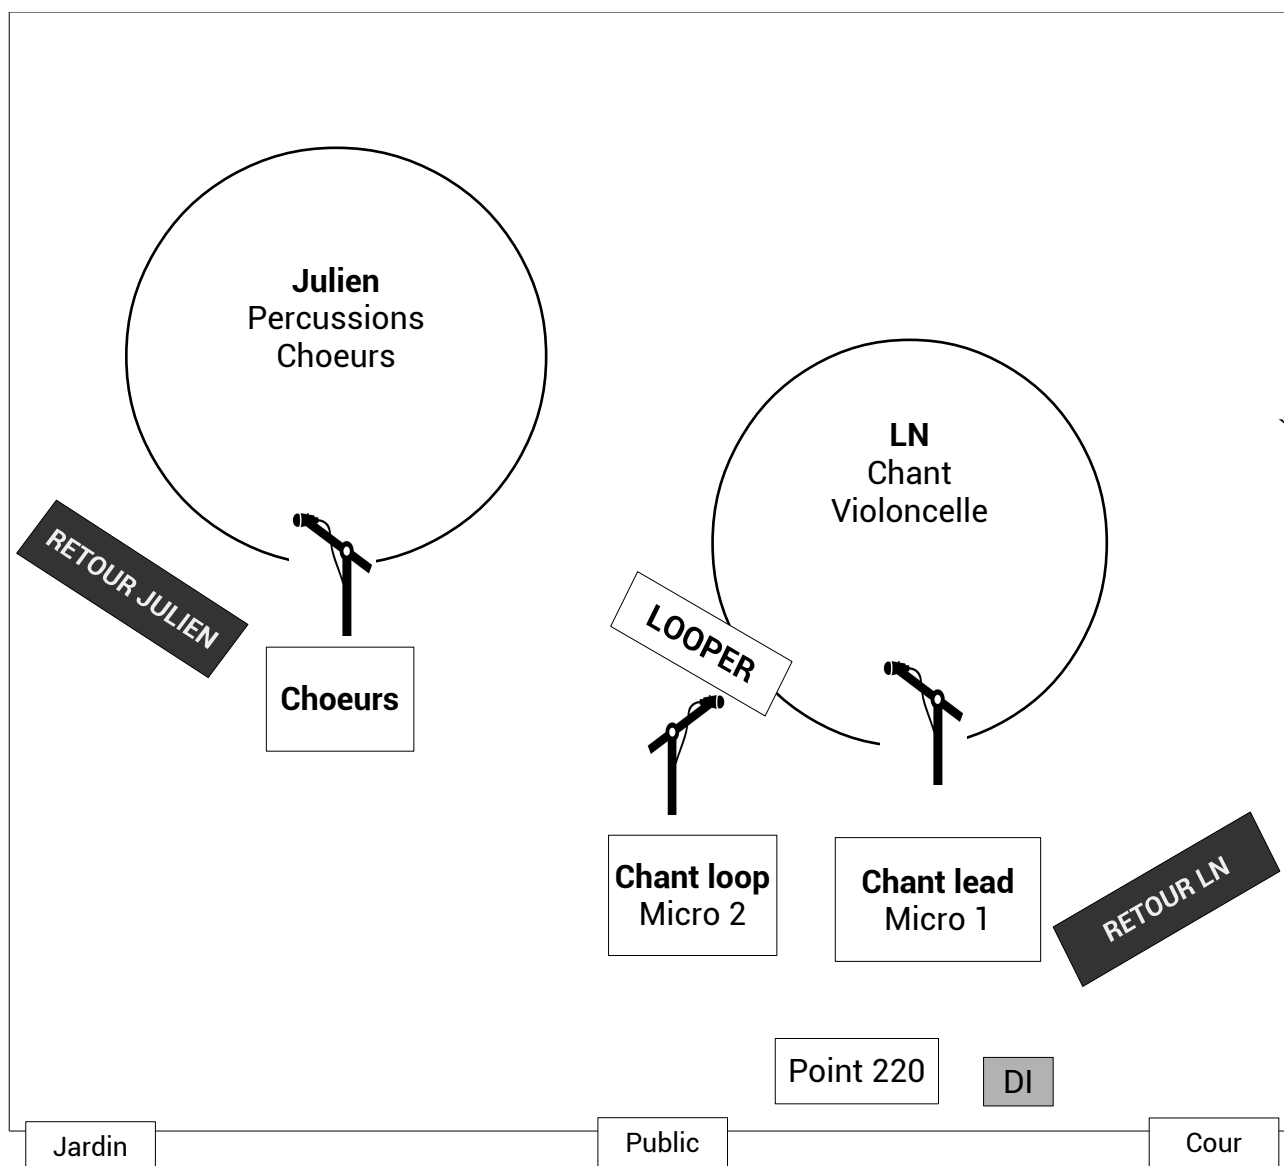 Julien
Percussions
Choeurs
LN
Chant
Violoncelle
RETOUR JULIEN
LOOPER
Choeurs
Chant loop
Micro 2
Chant lead
Micro 1
RETOUR LN
Point 220
DI
Jardin
Public
Cour